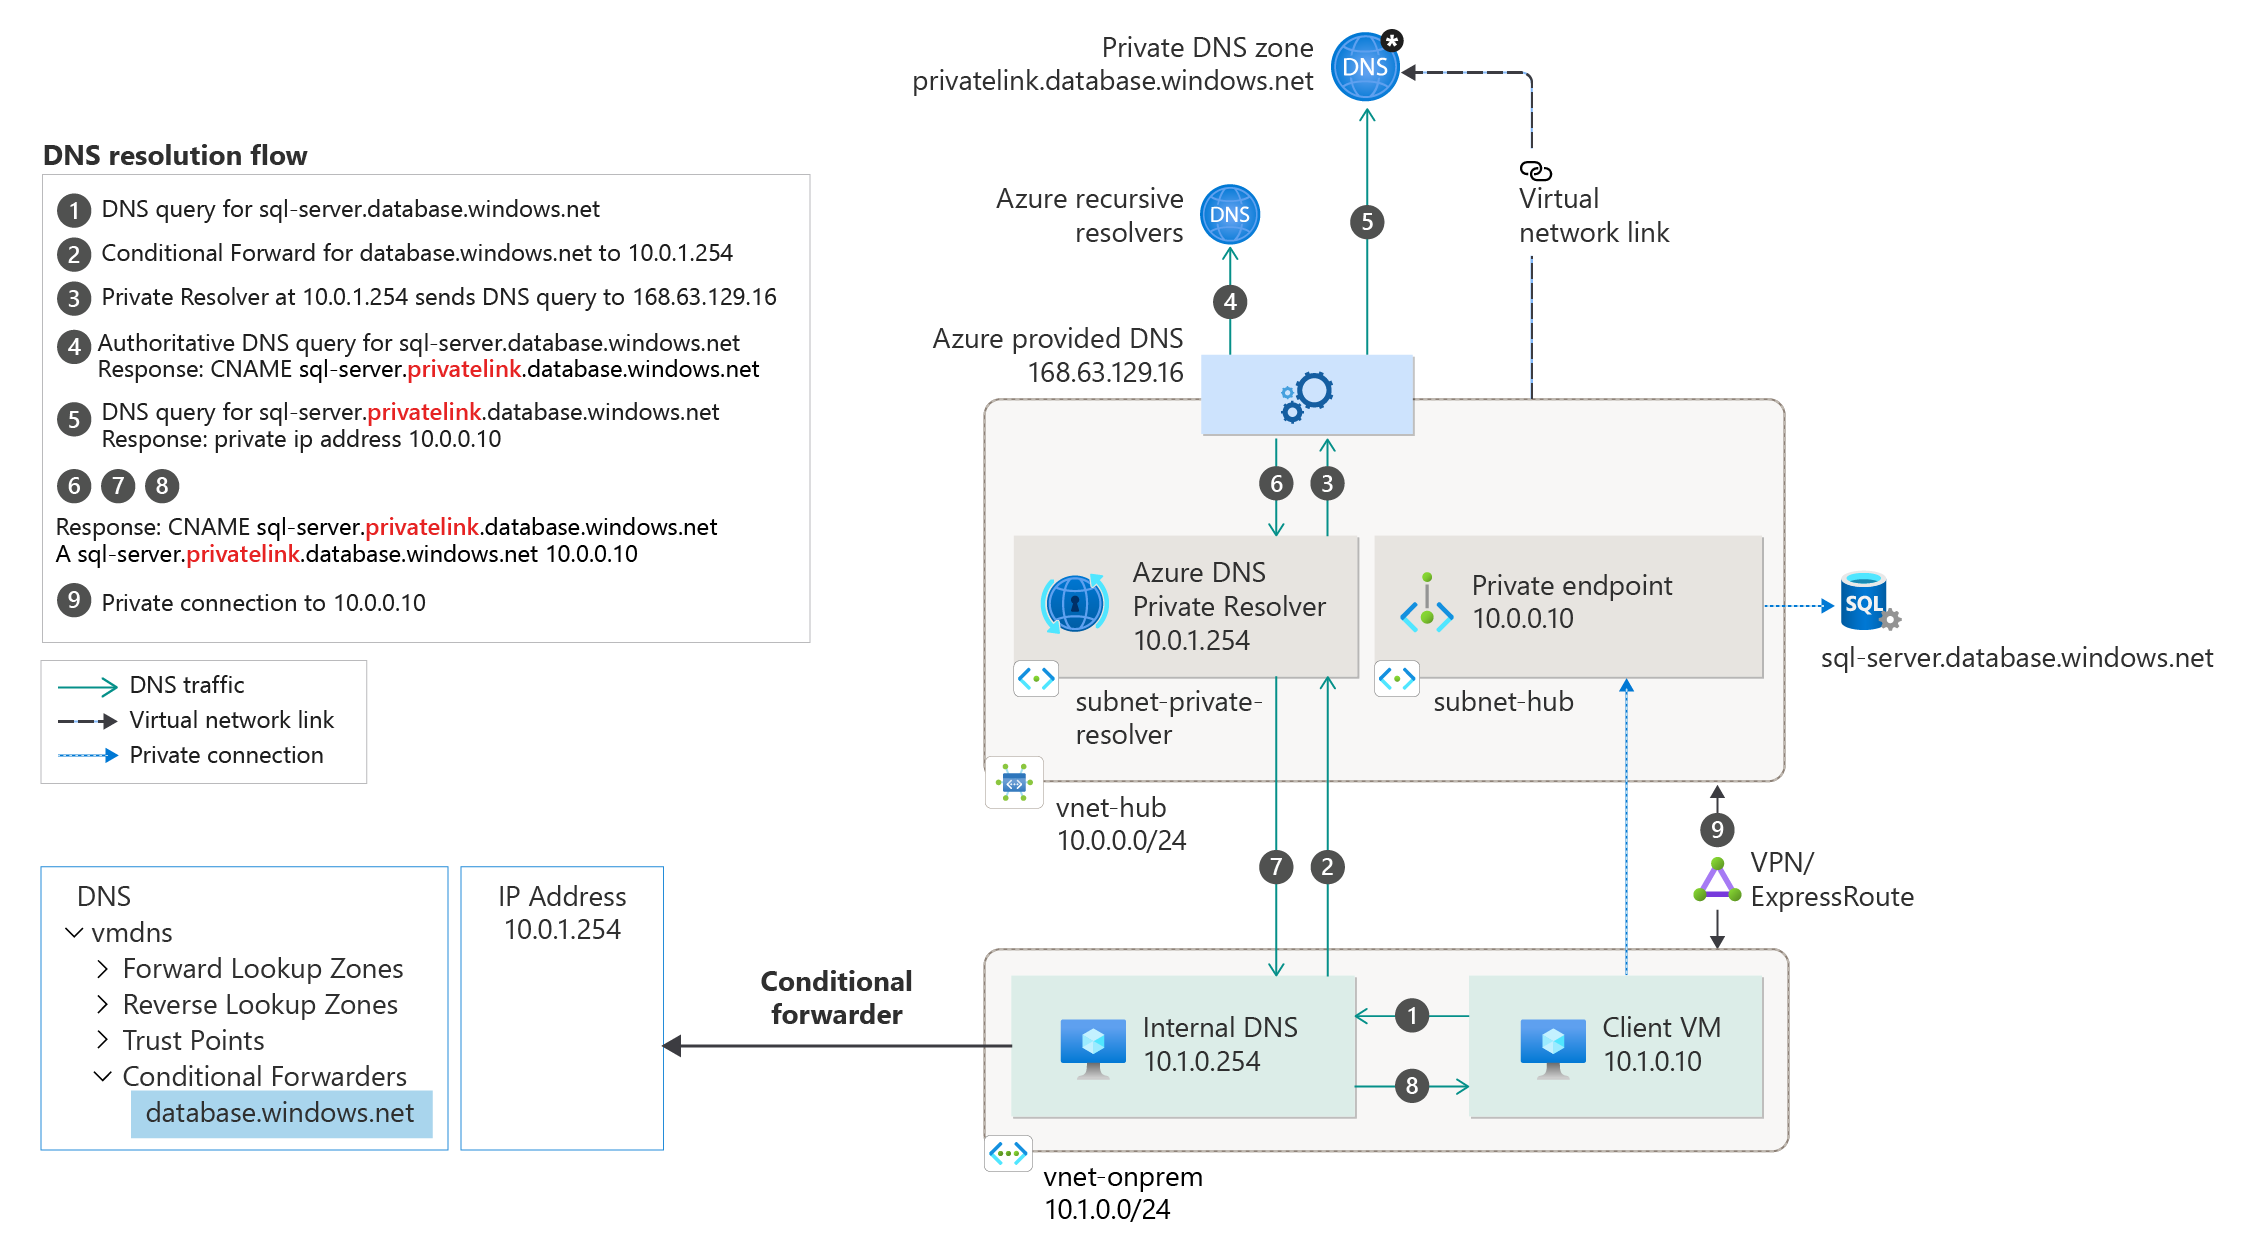 Private DNS zone
privatelink.database.windows.net
DNS
*
DNS resolution flow
1 DNS query for sql-server.database.windows.net
2 Conditional Forward for database.windows.net to 10.0.1.254
3 Private Resolver at 10.0.1.254 sends DNS query to 168.63.129.16
4 Authoritative DNS query for sql-server.database.windows.net
Response: CNAME sql-server.privatelink.database.windows.net
5 DNS query for sql-server.privatelink.database.windows.net
Response: private ip address 10.0.0.10
6 7 8
Response: CNAME sql-server.privatelink.database.windows.net
A sql-server.privatelink.database.windows.net 10.0.0.10
9 Private connection to 10.0.0.10
DNS traffic
Virtual network link
Private connection
Azure recursive
resolvers
DNS
5
Virtual
network link
4
Azure provided DNS
168.63.129.16
6
3
Azure DNS
Private Resolver
10.0.1.254
Private endpoint
10.0.0.10
SQL
sql-server.database.windows.net
subnet-private-
resolver
subnet-hub
vnet-hub
10.0.0.0/24
7
2
9
VPN/
ExpressRoute
DNS
vmdns
Forward Lookup Zones
Reverse Lookup Zones
Trust Points
Conditional Forwarders
database.windows.net
IP Address
10.0.1.254
Conditional
forwarder
Internal DNS
10.1.0.254
1
8
Client VM
10.1.0.10
vnet-onprem
10.1.0.0/24